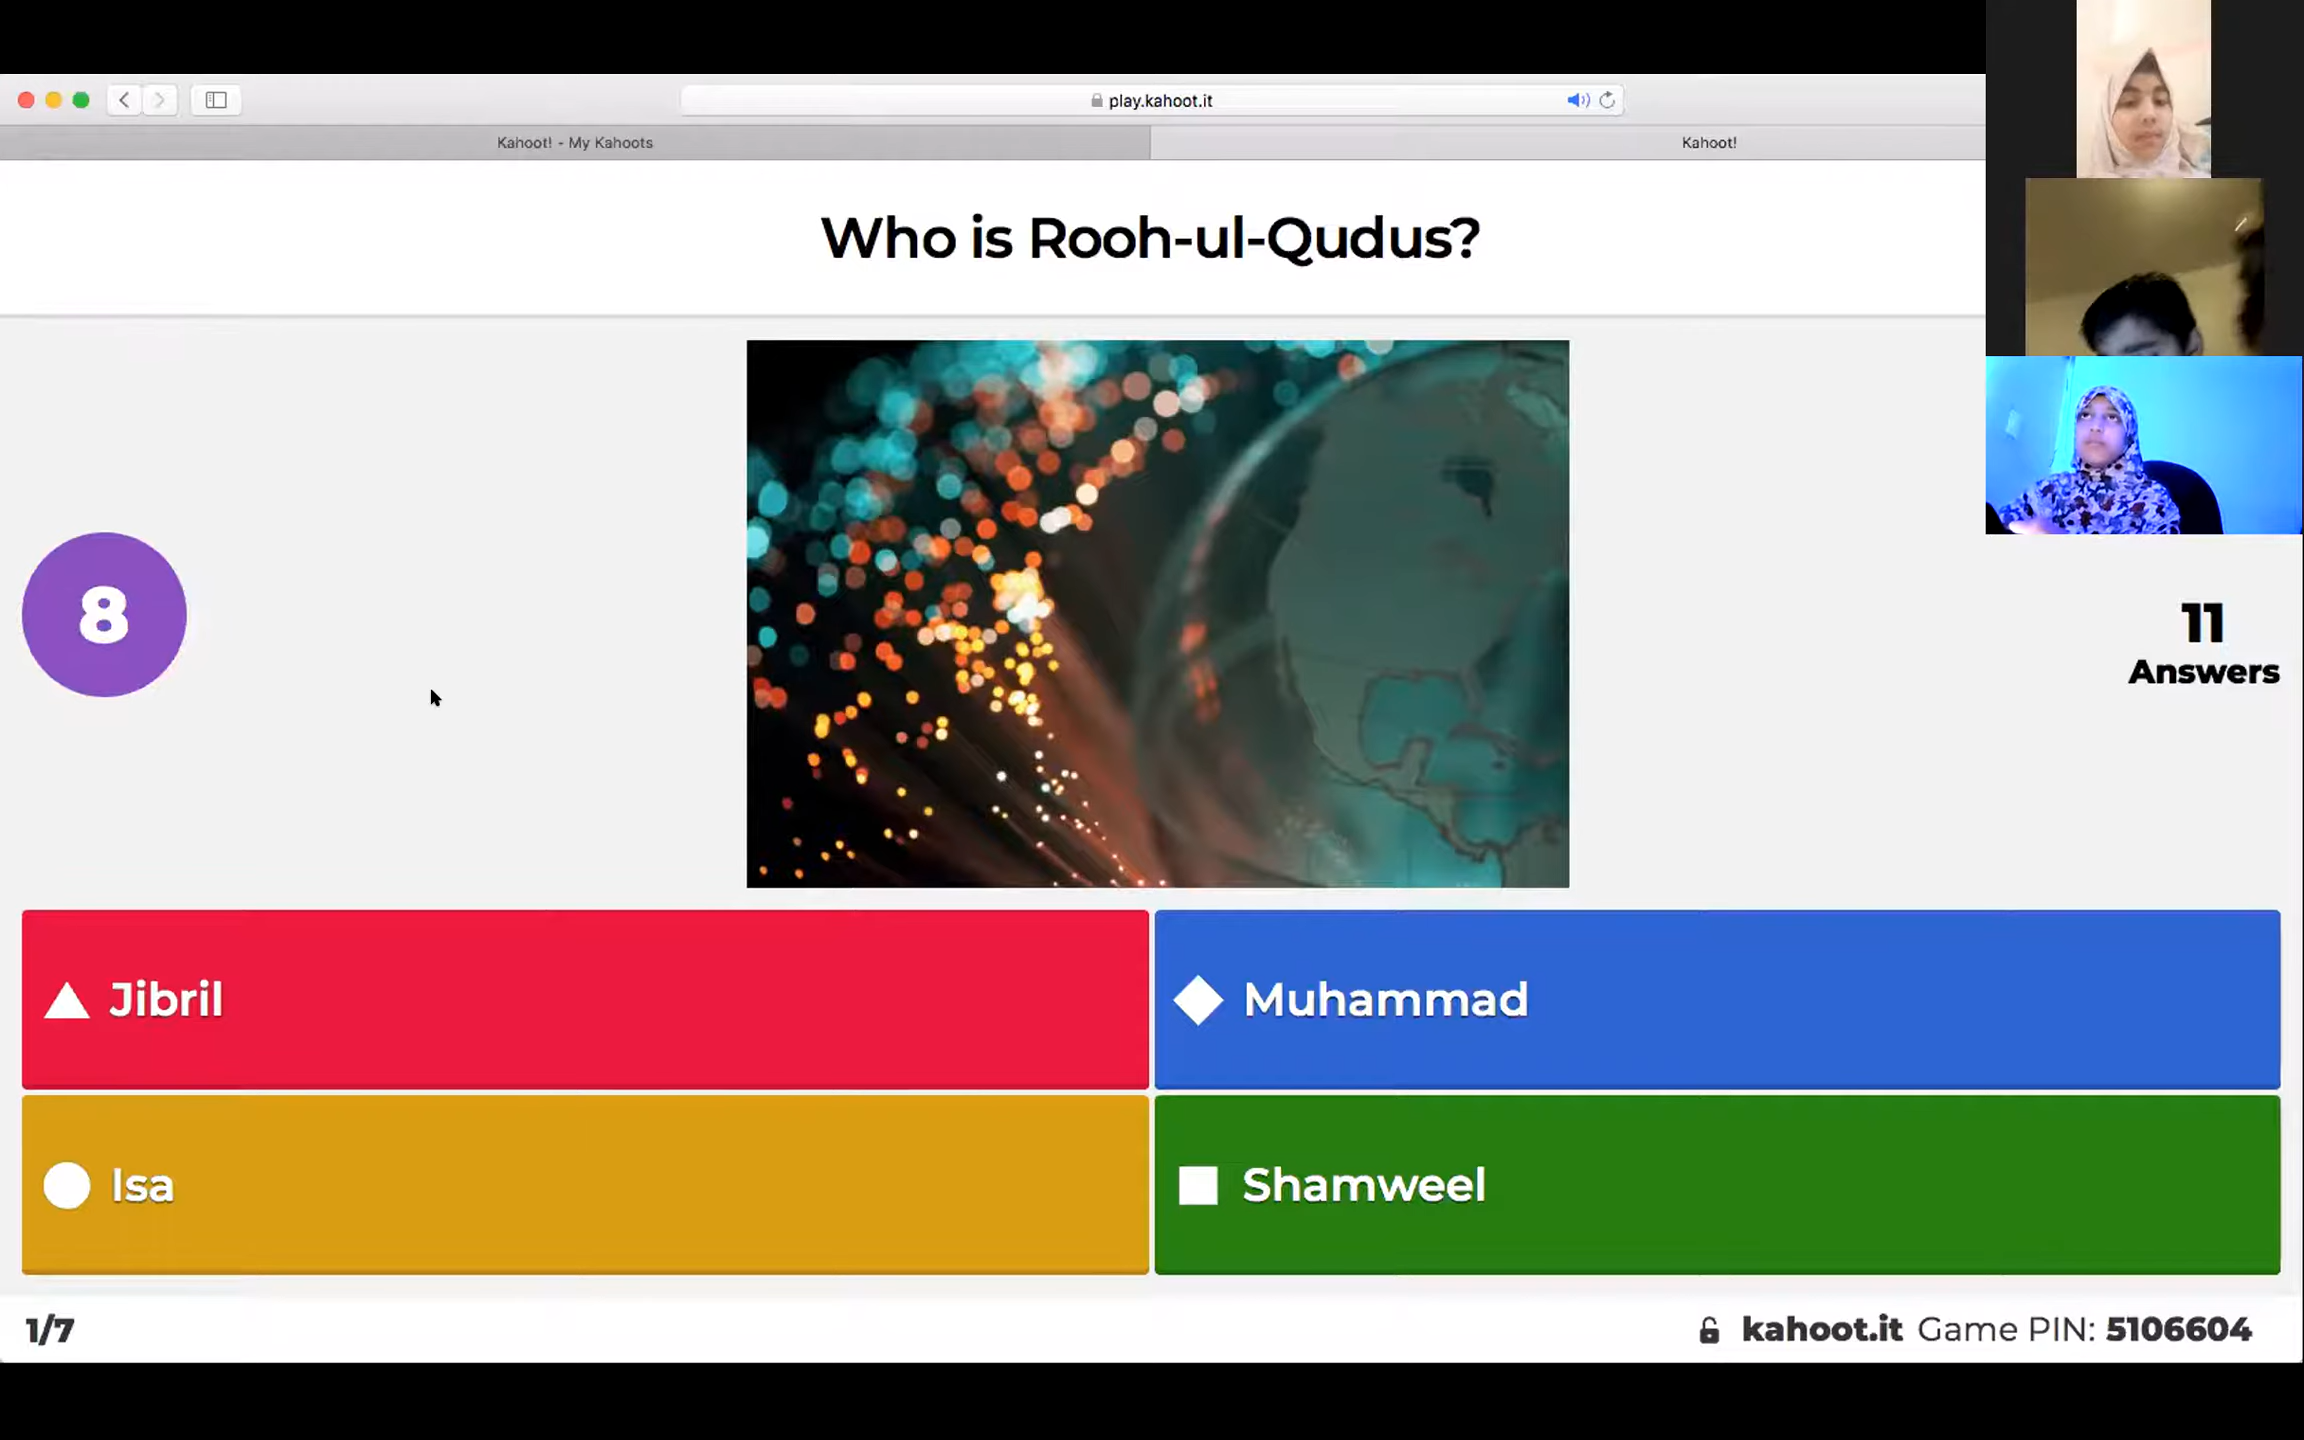 play.kahoot.it
Kahoot! - My Kahoots
Kahoot!
Who is Rooh-ul-Qudus?
8
11
Answers
Jibril
Muhammad
Isa
Shamweel
1/7
kahoot.it Game PIN: 5106604